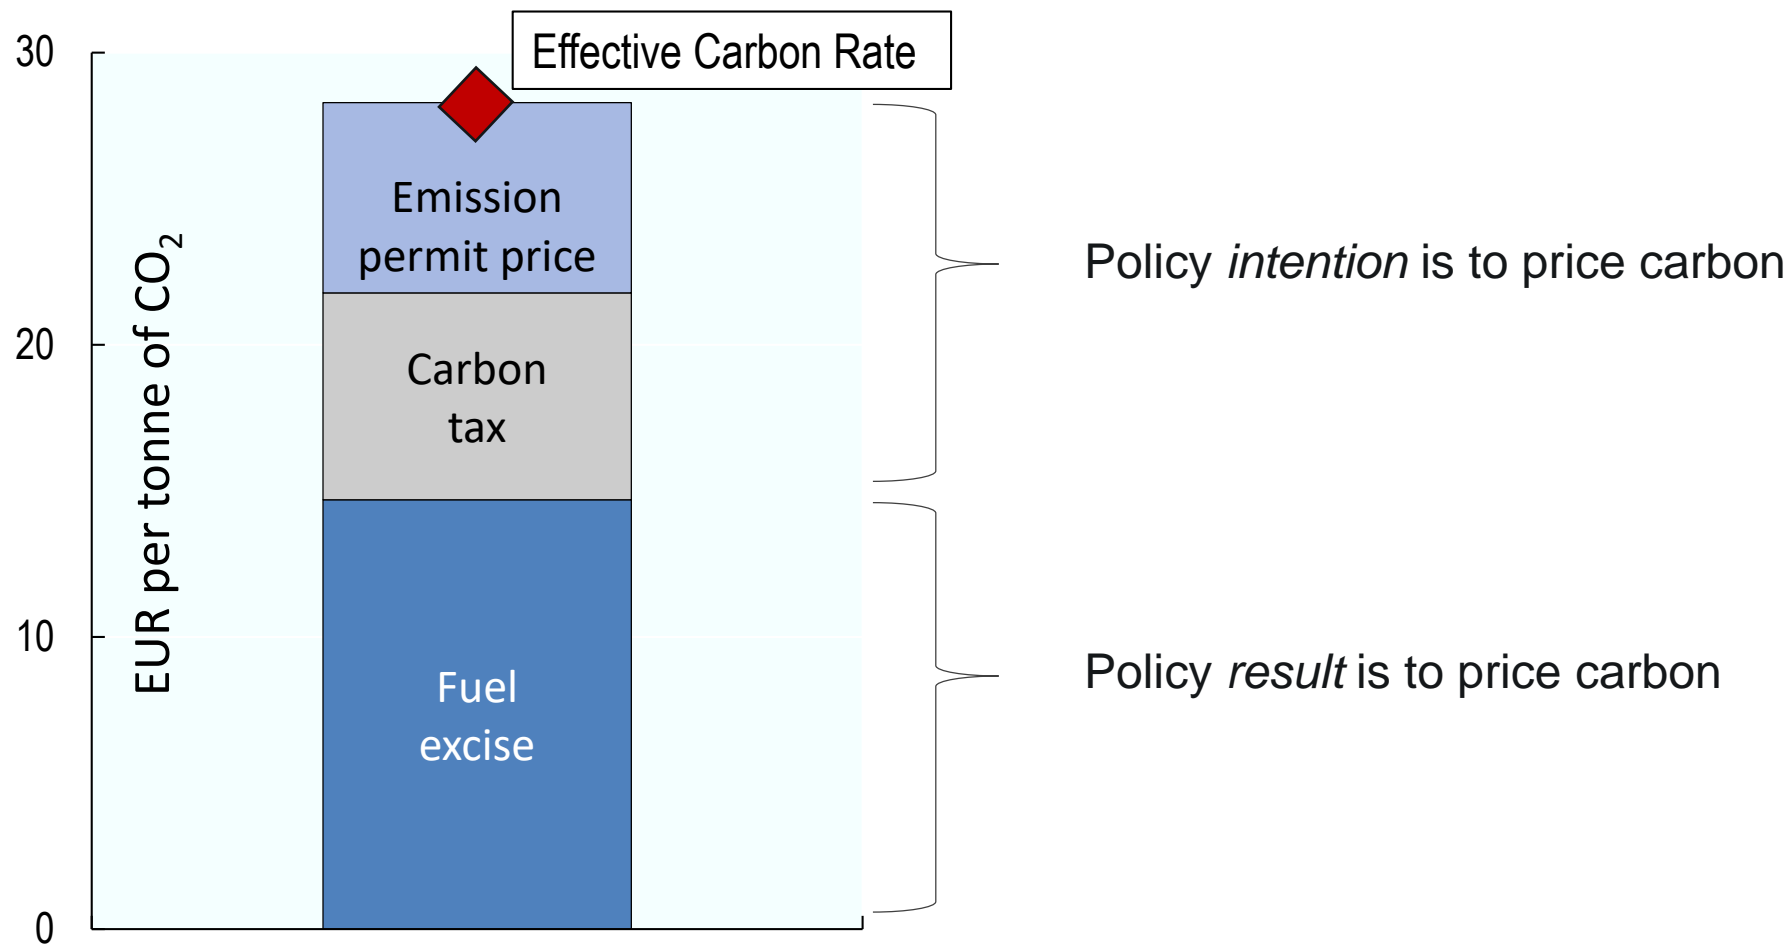 Effective Carbon Rate
30
20
10
0
EUR per tonne of CO₂
Emission
permit price
Carbon
tax
Fuel
excise
Policy intention is to price carbon
Policy result is to price carbon